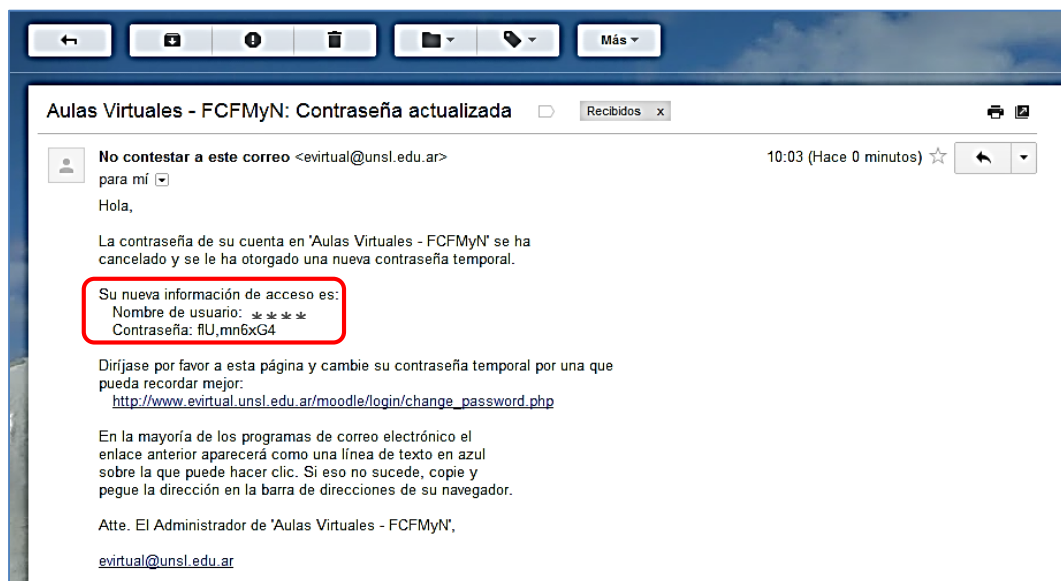 Más
Aulas Virtuales - FCFMyN: Contraseña actualizada Recibidos x
No contestar a este correo <evirtual@unsl.edu.ar> 10:03 (Hace 0 minutos)
para mí
Hola,
La contraseña de su cuenta en 'Aulas Virtuales - FCFMyN' se ha
cancelado y se le ha otorgado una nueva contraseña temporal.
Su nueva información de acceso es:
Nombre de usuario: ****
Contraseña: flU,mn6xG4
Diríjase por favor a esta página y cambie su contraseña temporal por una que
pueda recordar mejor:
http://www.evirtual.unsl.edu.ar/moodle/login/change_password.php
En la mayoría de los programas de correo electrónico el
enlace anterior aparecerá como una línea de texto en azul
sobre la que puede hacer clic. Si eso no sucede, copie y
pegue la dirección en la barra de direcciones de su navegador.
Atte. El Administrador de 'Aulas Virtuales - FCFMyN',
evirtual@unsl.edu.ar